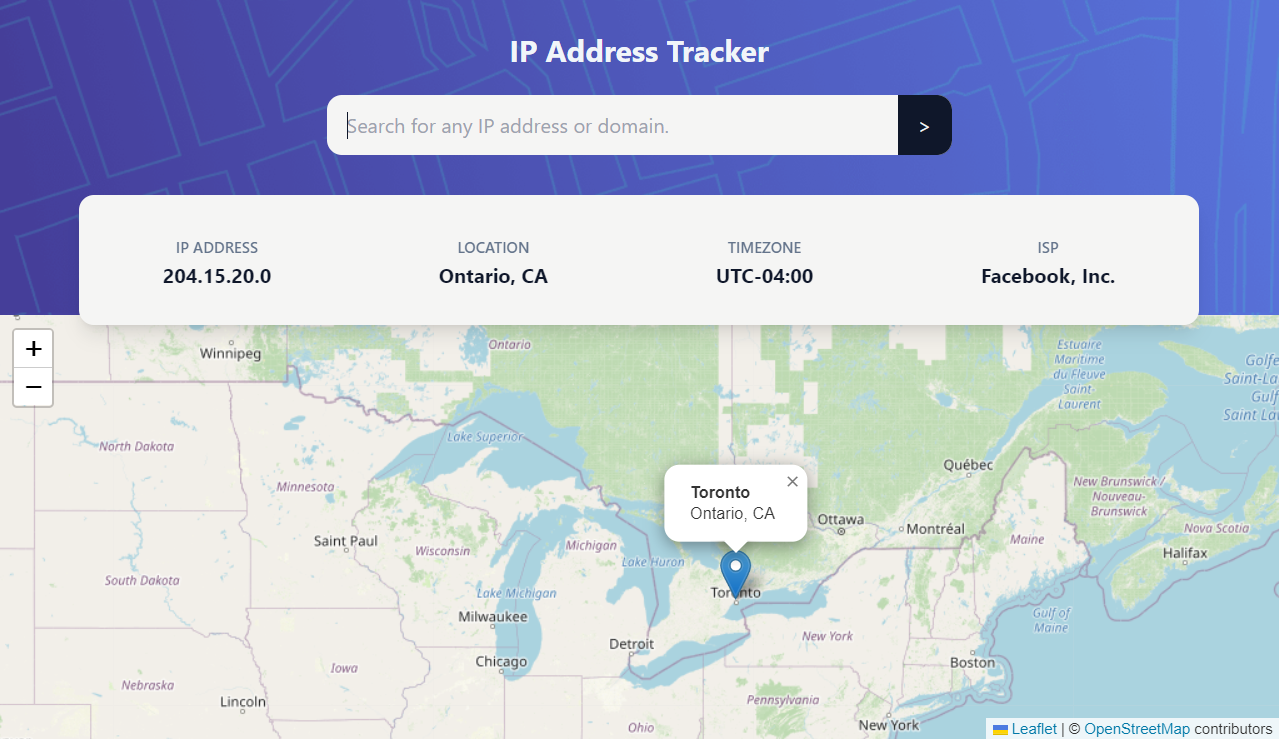 IP Address Tracker
Search for any IP address or domain.
>
IP ADDRESS
204.15.20.0
LOCATION
Ontario, CA
TIMEZONE
UTC-04:00
ISP
Facebook, Inc.
+
−
Winnipeg
Ontario
Estuaire
Maritime
du Fleuve
Saint-
Laurent
Golfe
Saint-La
Gulf
Saint La
North Dakota
Lake Superior
Minnesota
Québec
New Brunswick /
Nouveau-
Brunswick
Toronto
×
Ontario, CA
Ottawa
Montréal
Nova Scotia
Saint Paul
Wisconsin
Michigan
Maine
Halifax
Lake Huron
South Dakota
Lake Michigan
Toronto
Milwaukee
Gulf of
Maine
Detroit
New York
Chicago
Boston
Iowa
Nebraska
Lincoln
Pennsylvania
Ohio
New York
Leaflet | © OpenStreetMap contributors